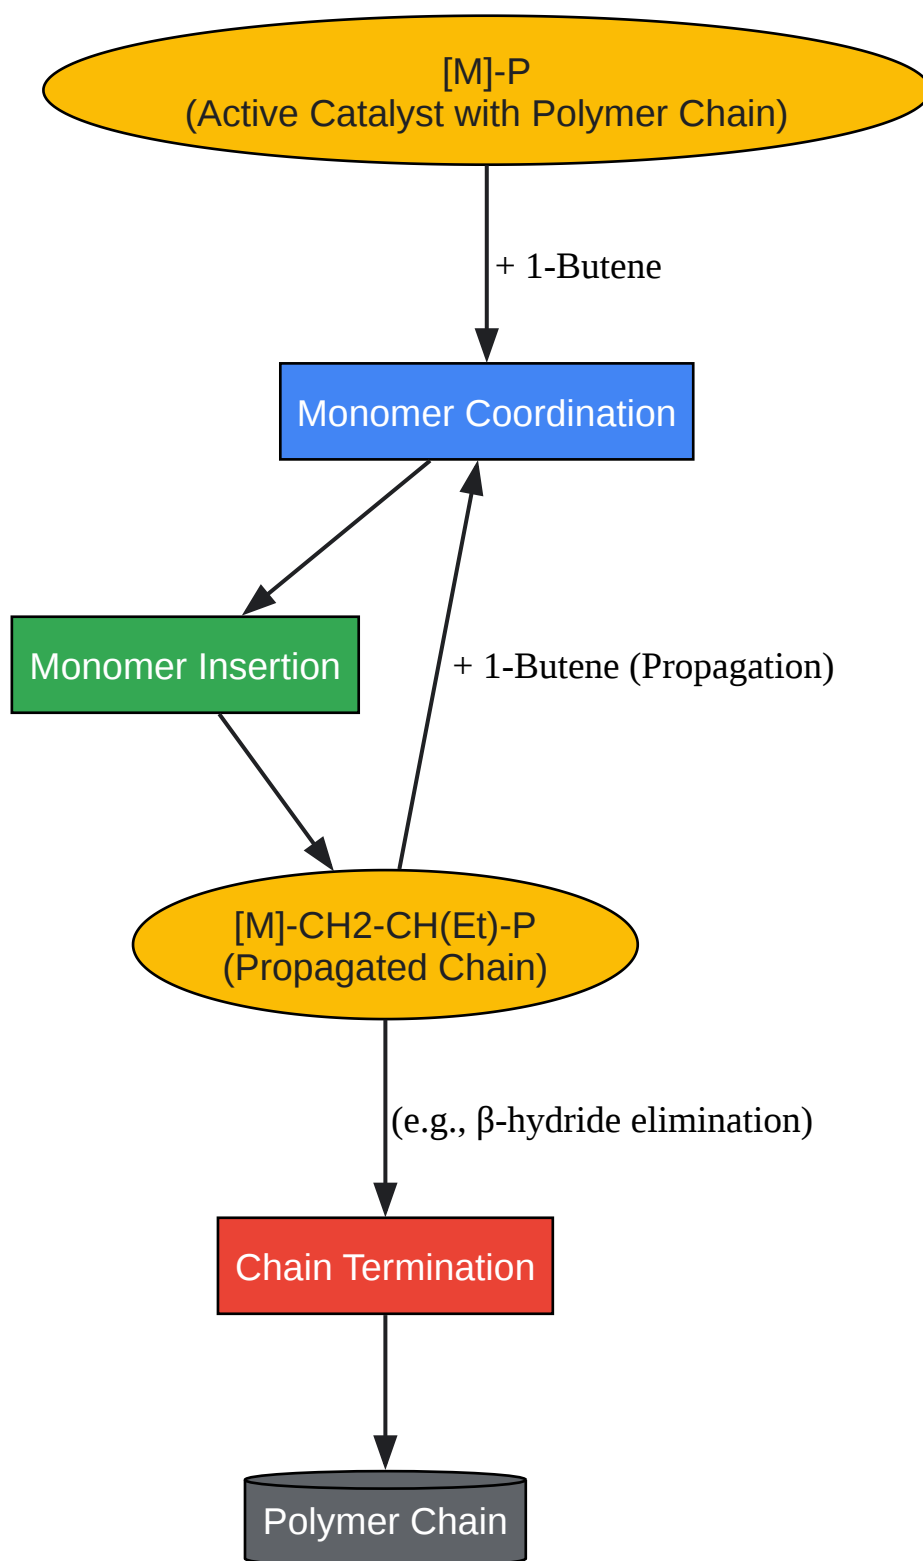 [M]-P
(Active Catalyst with Polymer Chain)
+ 1-Butene
Monomer Coordination
Monomer Insertion
+ 1-Butene (Propagation)
[M]-CH2-CH(Et)-P
(Propagated Chain)
(e.g., β-hydride elimination)
Chain Termination
Polymer Chain